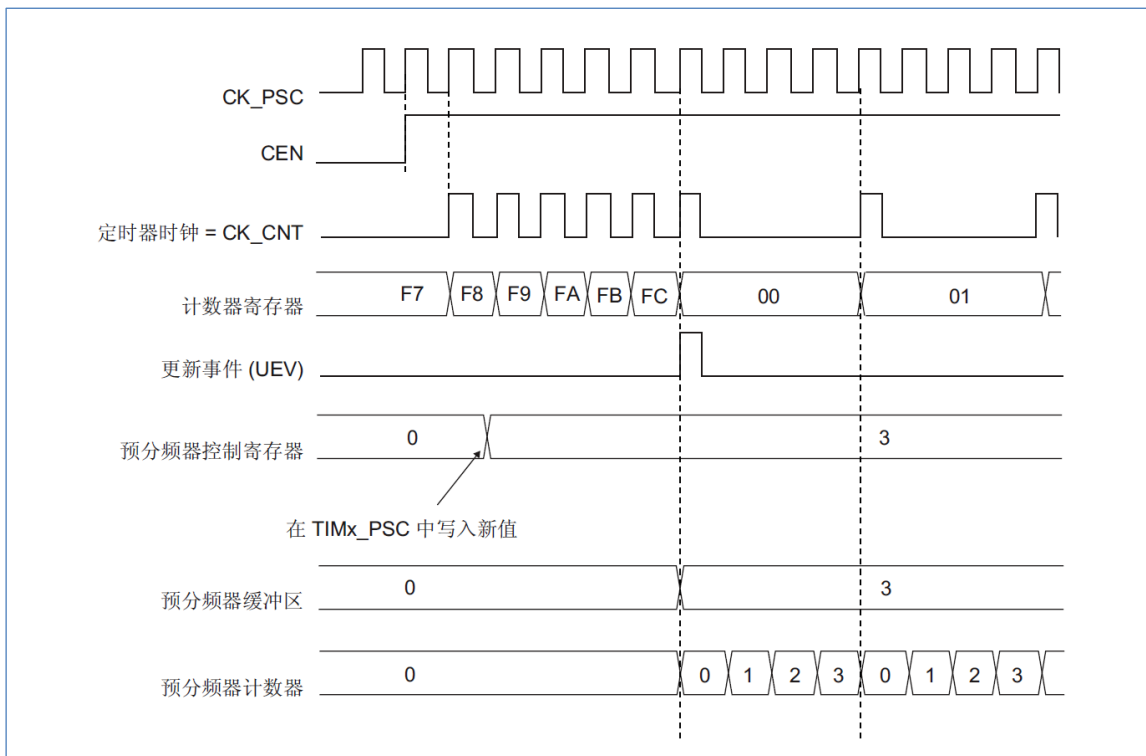 CK_PSC
CEN
定时器时钟 = CK_CNT
计数器寄存器 F7 F8 F9 FA FB FC 00 01
更新事件 (UEV)
预分频器控制寄存器 0 3
在 TIMx_PSC 中写入新值
预分频器缓冲区 0 3
预分频器计数器 0 0 1 2 3 0 1 2 3